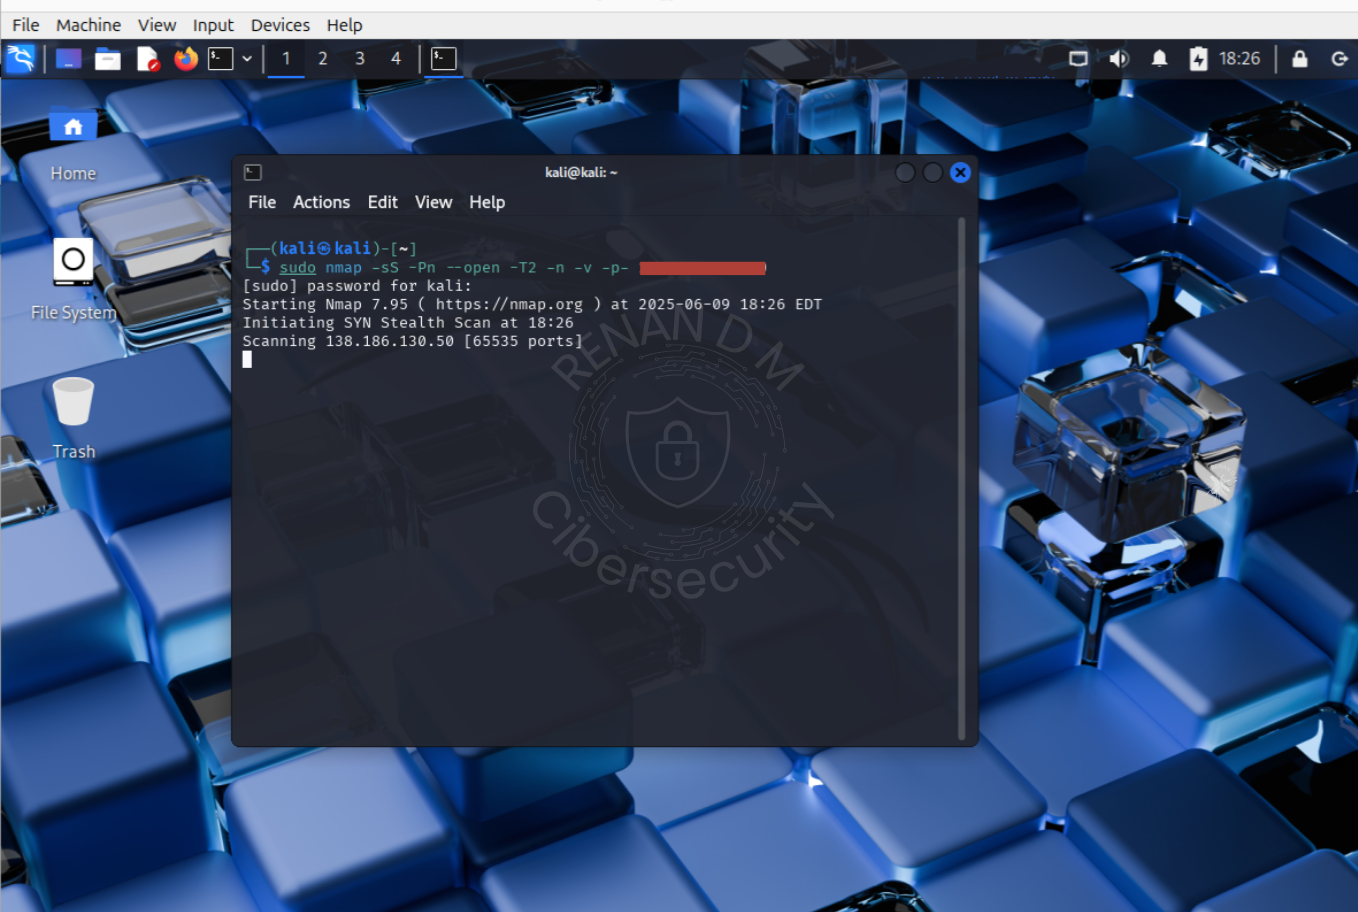 File Machine View Input Devices Help
1 2 3 4 18:26
Home
File System
Trash
kali@kali: ~
File Actions Edit View Help
┌──(kali㉿kali)-[~]
└─$ sudo nmap -sS -Pn --open -T2 -n -v -p-
[sudo] password for kali:
Starting Nmap 7.95 ( https://nmap.org ) at 2025-06-09 18:26 EDT
Initiating SYN Stealth Scan at 18:26
Scanning 138.186.130.50 [65535 ports]
RENAN D M
Cibersecurity